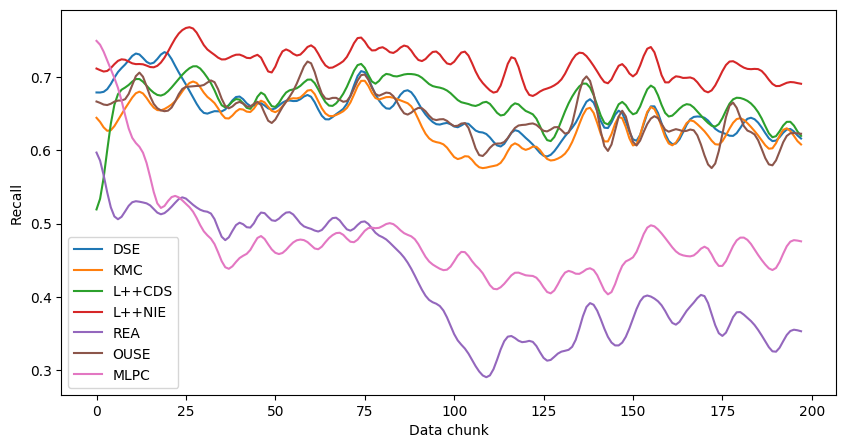 0.7
0.6
0.5
0.4
0.3
Recall
DSE
KMC
L++CDS
L++NIE
REA
OUSE
MLPC
0 25 50 75 100 125 150 175 200
Data chunk